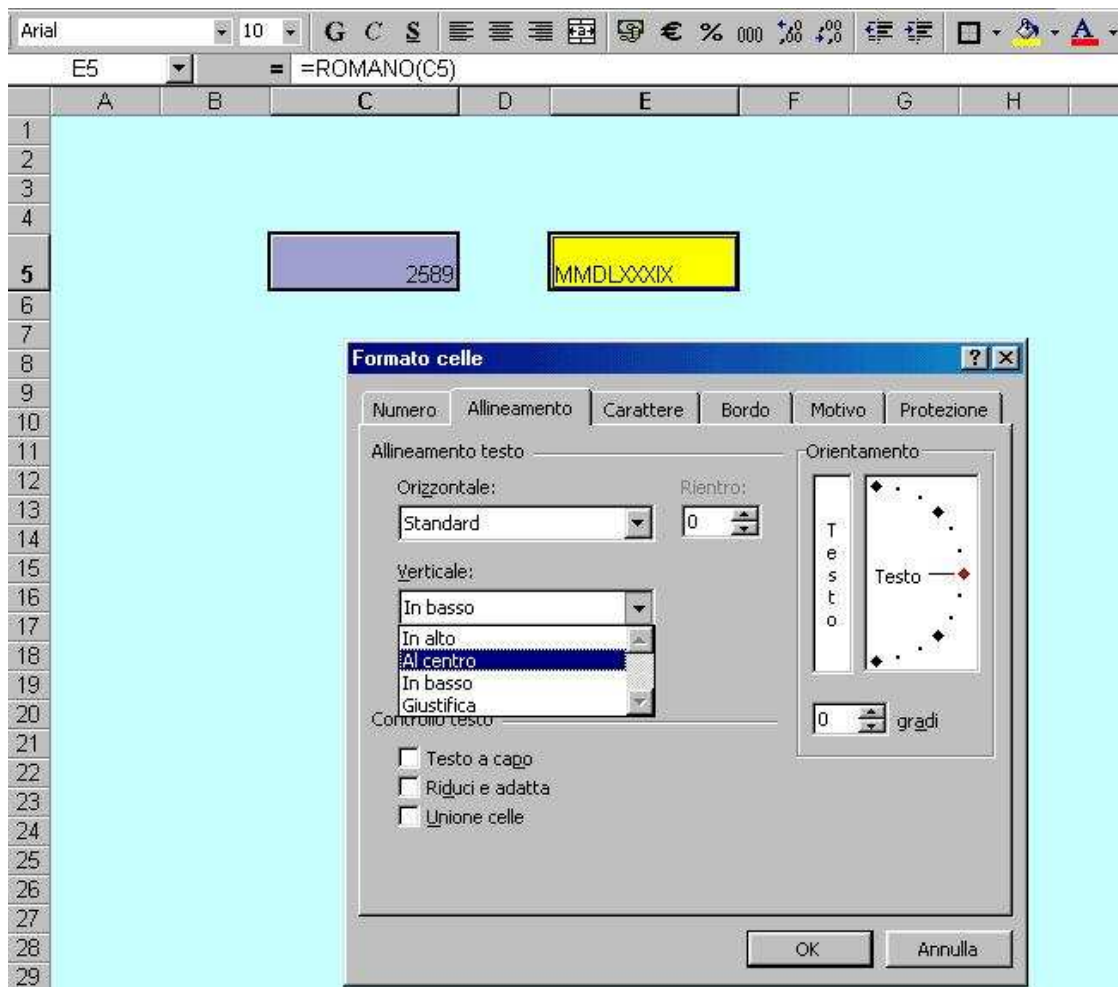 Arial 10 G C S € % 000 ,00 ,00 A
E5 = =ROMANO(C5)
A B C D E F G H
1
2
3
4
5 2589 MMDLXXXIX
6
7
8 Formato celle ?
9
10 Numero Allineamento Carattere Bordo Motivo Protezione
11 Allineamento testo Orientamento
12 Orizzontale: Rientro:
13 Standard 0
14
15 Verticale: Testo Testo
16 In basso
17 In alto
18 Al centro
19 In basso
20 Giustifica
Controllo testo 0 gradi
21 Testo a capo
22 Riduci e adatta
23 Unione celle
24
25
26
27
28 OK Annulla
29